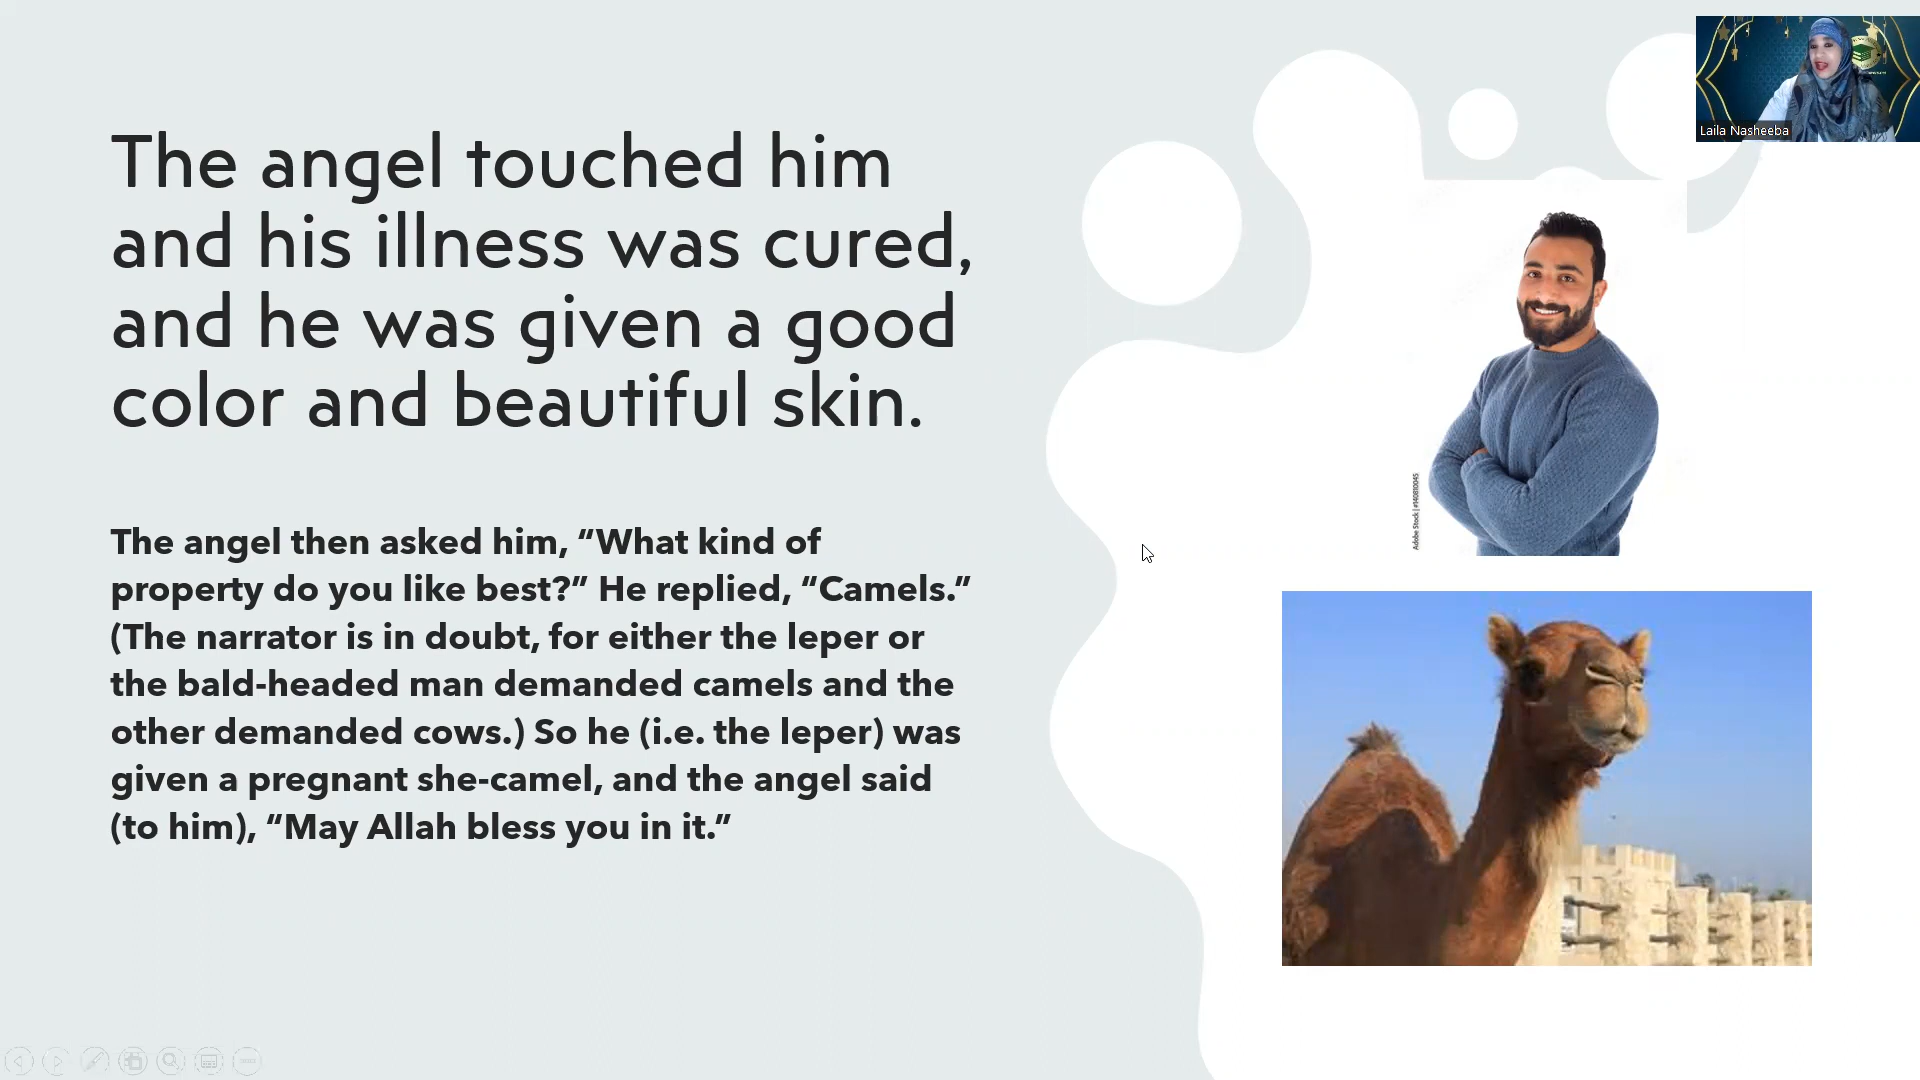 The angel touched him
and his illness was cured,
and he was given a good
color and beautiful skin.
The angel then asked him, “What kind of
property do you like best?” He replied, “Camels.”
(The narrator is in doubt, for either the leper or
the bald-headed man demanded camels and the
other demanded cows.) So he (i.e. the leper) was
given a pregnant she-camel, and the angel said
(to him), “May Allah bless you in it.”
Laila Nasheeba